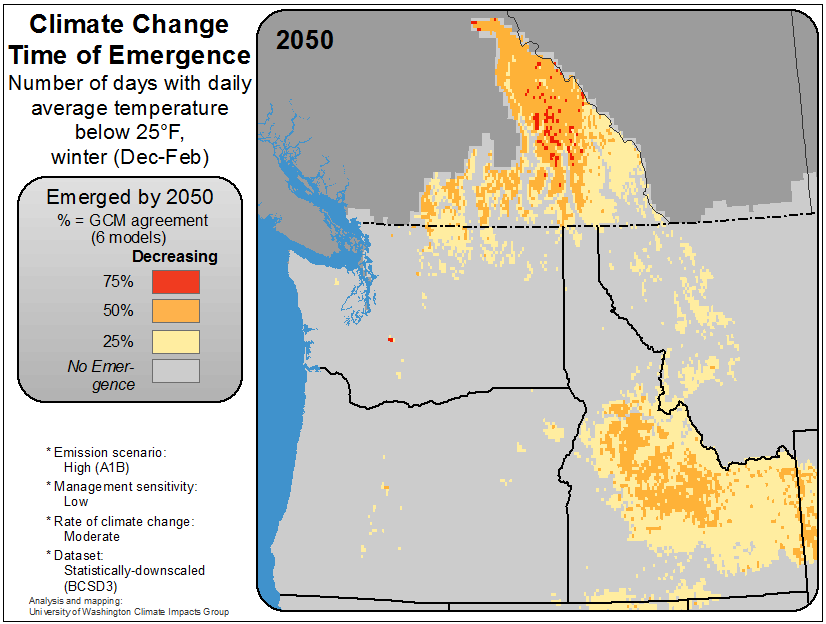 Climate Change
Time of Emergence
Number of days with daily
average temperature
below 25°F,
winter (Dec-Feb)
Emerged by 2050
% = GCM agreement
(6 models)
Decreasing
75%
50%
25%
No Emer-
gence
* Emission scenario:
High (A1B)
* Management sensitivity:
Low
* Rate of climate change:
Moderate
* Dataset:
Statistically-downscaled
(BCSD3)
Analysis and mapping:
University of Washington Climate Impacts Group
2050